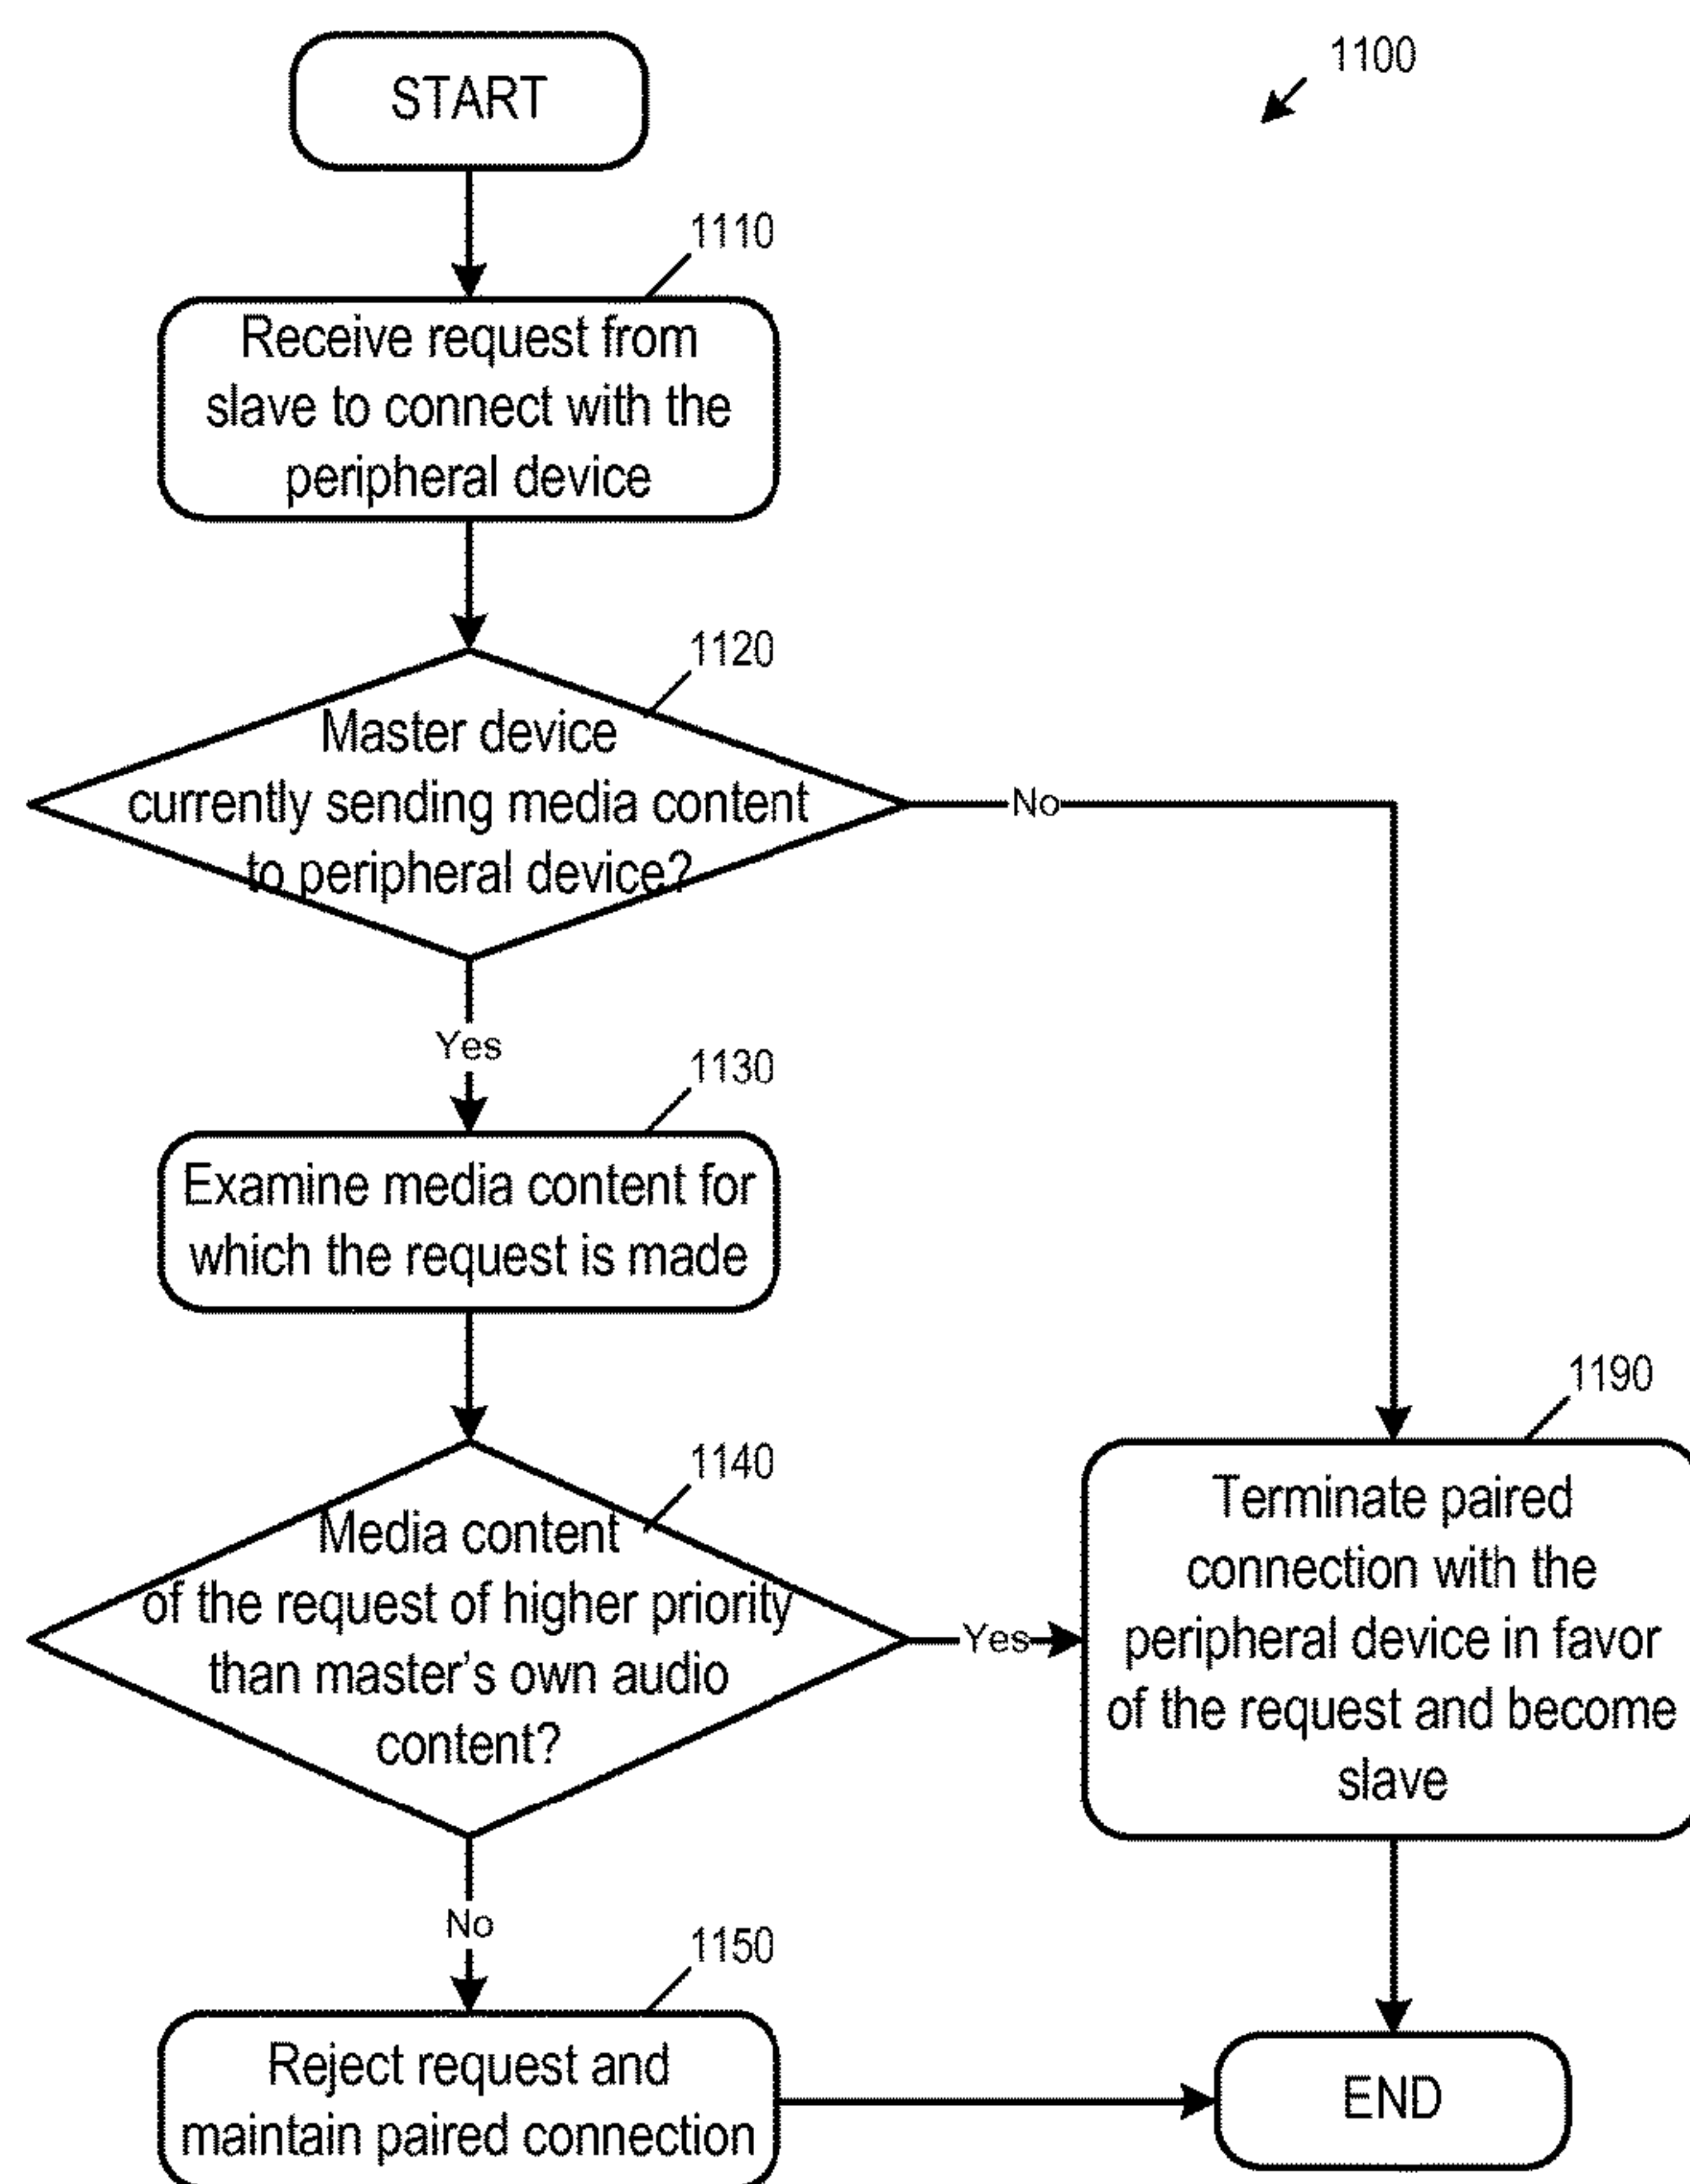 START
1100
1110
Receive request from
slave to connect with the
peripheral device
1120
Master device
currently sending media content
to peripheral device?
No
Yes
1130
Examine media content for
which the request is made
1140
Media content
of the request of higher priority
than master's own audio
content?
Yes
1190
Terminate paired
connection with the
peripheral device in favor
of the request and become
slave
No
1150
Reject request and
maintain paired connection
END